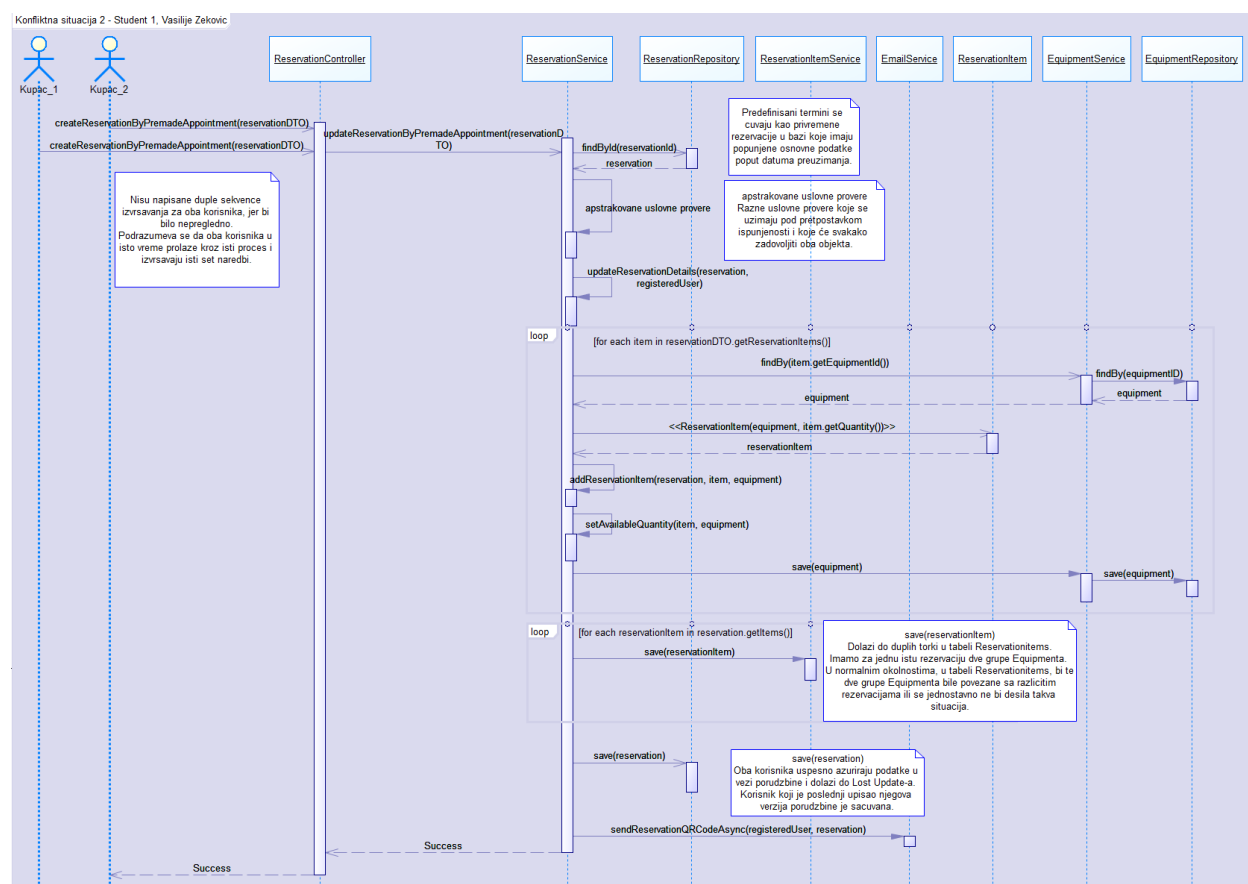 Konfliktna situacija 2 - Student 1, Vasilije Zekovic
Kupac_1
Kupac_2
ReservationController
ReservationService
ReservationRepository
ReservationItemService
EmailService
ReservationItem
EquipmentService
EquipmentRepository
createReservationByPremadeAppointment(reservationDTO)
createReservationByPremadeAppointment(reservationDTO)
updateReservationByPremadeAppointment(reservationD
TO)
findById(reservationId)
reservation
Predefinisani termini se
cuvaju kao privremene
rezervacije u bazi koje imaju
popunjene osnovne podatke
poput datuma preuzimanja.
Nisu napisane duple sekvence
izvrsavanja za oba korisnika, jer bi
bilo nepregledno.
Podrazumeva se da oba korisnika u
isto vreme prolaze kroz isti proces i
izvrsavaju isti set naredbi.
apstrakovane uslovne provere
apstrakovane uslovne provere
Razne uslovne provere koje se
uzimaju pod pretpostavkom
ispunjenosti i koje će svakako
zadovoljiti oba objekta.
updateReservationDetails(reservation,
registeredUser)
loop
[for each item in reservationDTO.getReservationItems()]
findBy(item.getEquipmentId())
findBy(equipmentID)
equipment
equipment
<<ReservationItem(equipment, item.getQuantity())>>
reservationItem
addReservationItem(reservation, item, equipment)
setAvailableQuantity(item, equipment)
save(equipment)
save(equipment)
loop
[for each reservationItem in reservation.getItems()]
save(reservationItem)
save(reservationItem)
Dolazi do duplih torki u tabeli Reservationitems.
Imamo za jednu istu rezervaciju dve grupe Equipmenta.
U normalnim okolnostima, u tabeli Reservationitems, bi te
dve grupe Equipmenta bile povezane sa razlicitim
rezervacijama ili se jednostavno ne bi desila takva
situacija.
save(reservation)
save(reservation)
Oba korisnika uspesno azuriraju podatke u
vezi porudzbine i dolazi do Lost Update-a.
Korisnik koji je poslednji upisao njegova
verzija porudzbine je sacuvana.
sendReservationQRCodeAsync(registeredUser, reservation)
Success
Success